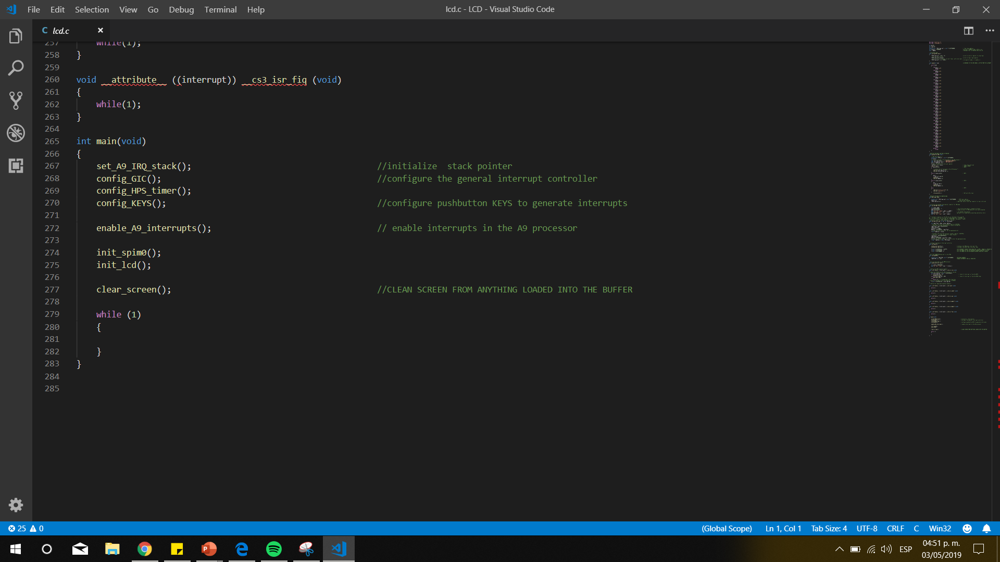 File Edit Selection View Go Debug Terminal Help
lcd.c - LCD - Visual Studio Code
C lcd.c
257 while(1);
258 }
259
260 void __attribute__ ((interrupt)) __cs3_isr_fiq (void)
261 {
262 while(1);
263 }
264
265 int main(void)
266 {
267 set_A9_IRQ_stack(); //initialize  stack pointer
268 config_GIC(); //configure the general interrupt controller
269 config_HPS_timer();
270 config_KEYS(); //configure pushbutton KEYS to generate interrupts
271
272 enable_A9_interrupts(); // enable interrupts in the A9 processor
273
274 init_spim0();
275 init_lcd();
276
277 clear_screen(); //CLEAN SCREEN FROM ANYTHING LOADED INTO THE BUFFER
278
279 while (1)
280 {
281
282 }
283 }
284
285
25 0 (Global Scope) Ln 1, Col 1 Tab Size: 4 UTF-8 CRLF C Win32
ESP 04:51 p. m.
03/05/2019